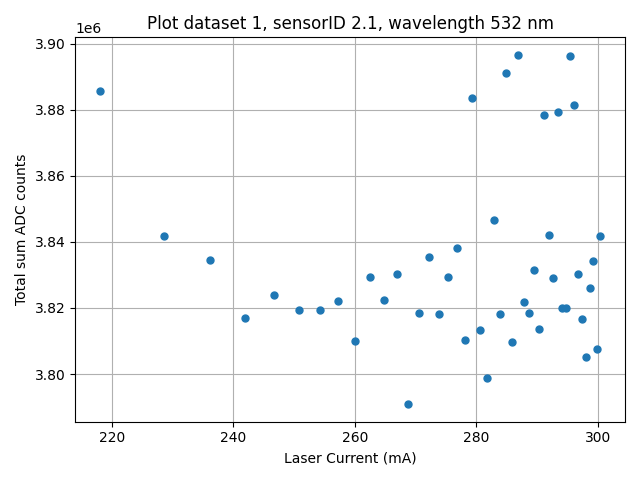 Plot dataset 1, sensorID 2.1, wavelength 532 nm
1e6
3.90
3.88
3.86
3.84
3.82
3.80
Total sum ADC counts
220 240 260 280 300
Laser Current (mA)